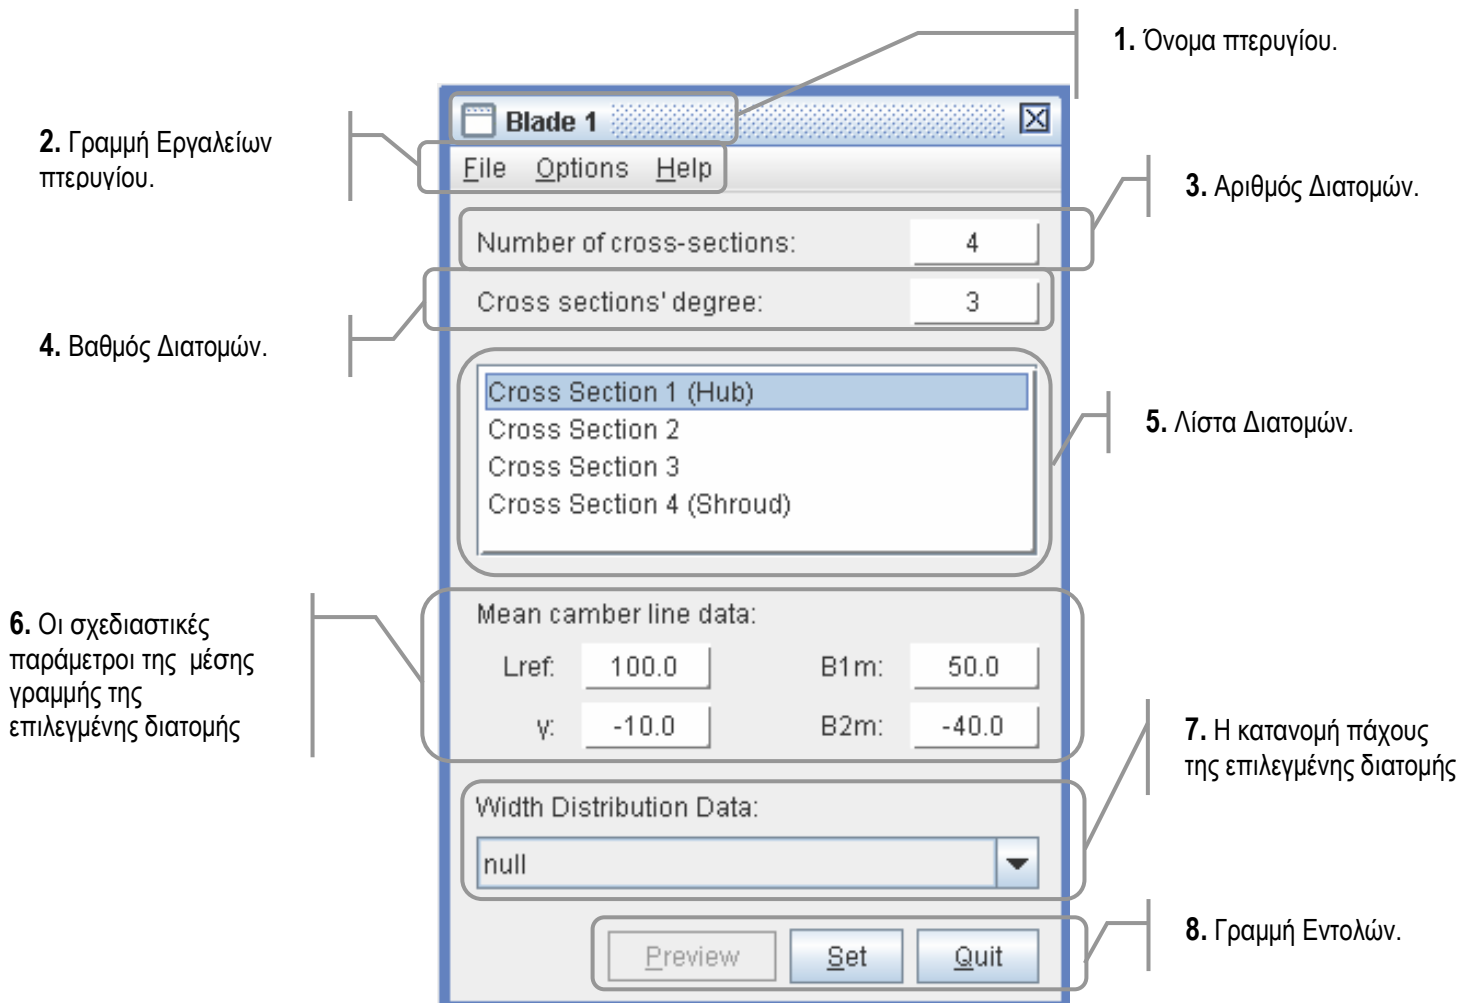 1. Όνομα πτερυγίου.
Blade 1
2. Γραμμή Εργαλείων
πτερυγίου.
File Options Help
3. Αριθμός Διατομών.
Number of cross-sections: 4
Cross sections' degree: 3
4. Βαθμός Διατομών.
Cross Section 1 (Hub)
Cross Section 2
Cross Section 3
Cross Section 4 (Shroud)
5. Λίστα Διατομών.
6. Οι σχεδιαστικές
παράμετροι της μέσης
γραμμής της
επιλεγμένης διατομής
Mean camber line data:
Lref: 100.0 B1m: 50.0
γ: -10.0 B2m: -40.0
7. Η κατανομή πάχους
της επιλεγμένης διατομής
Width Distribution Data:
null
8. Γραμμή Εντολών.
Preview Set Quit